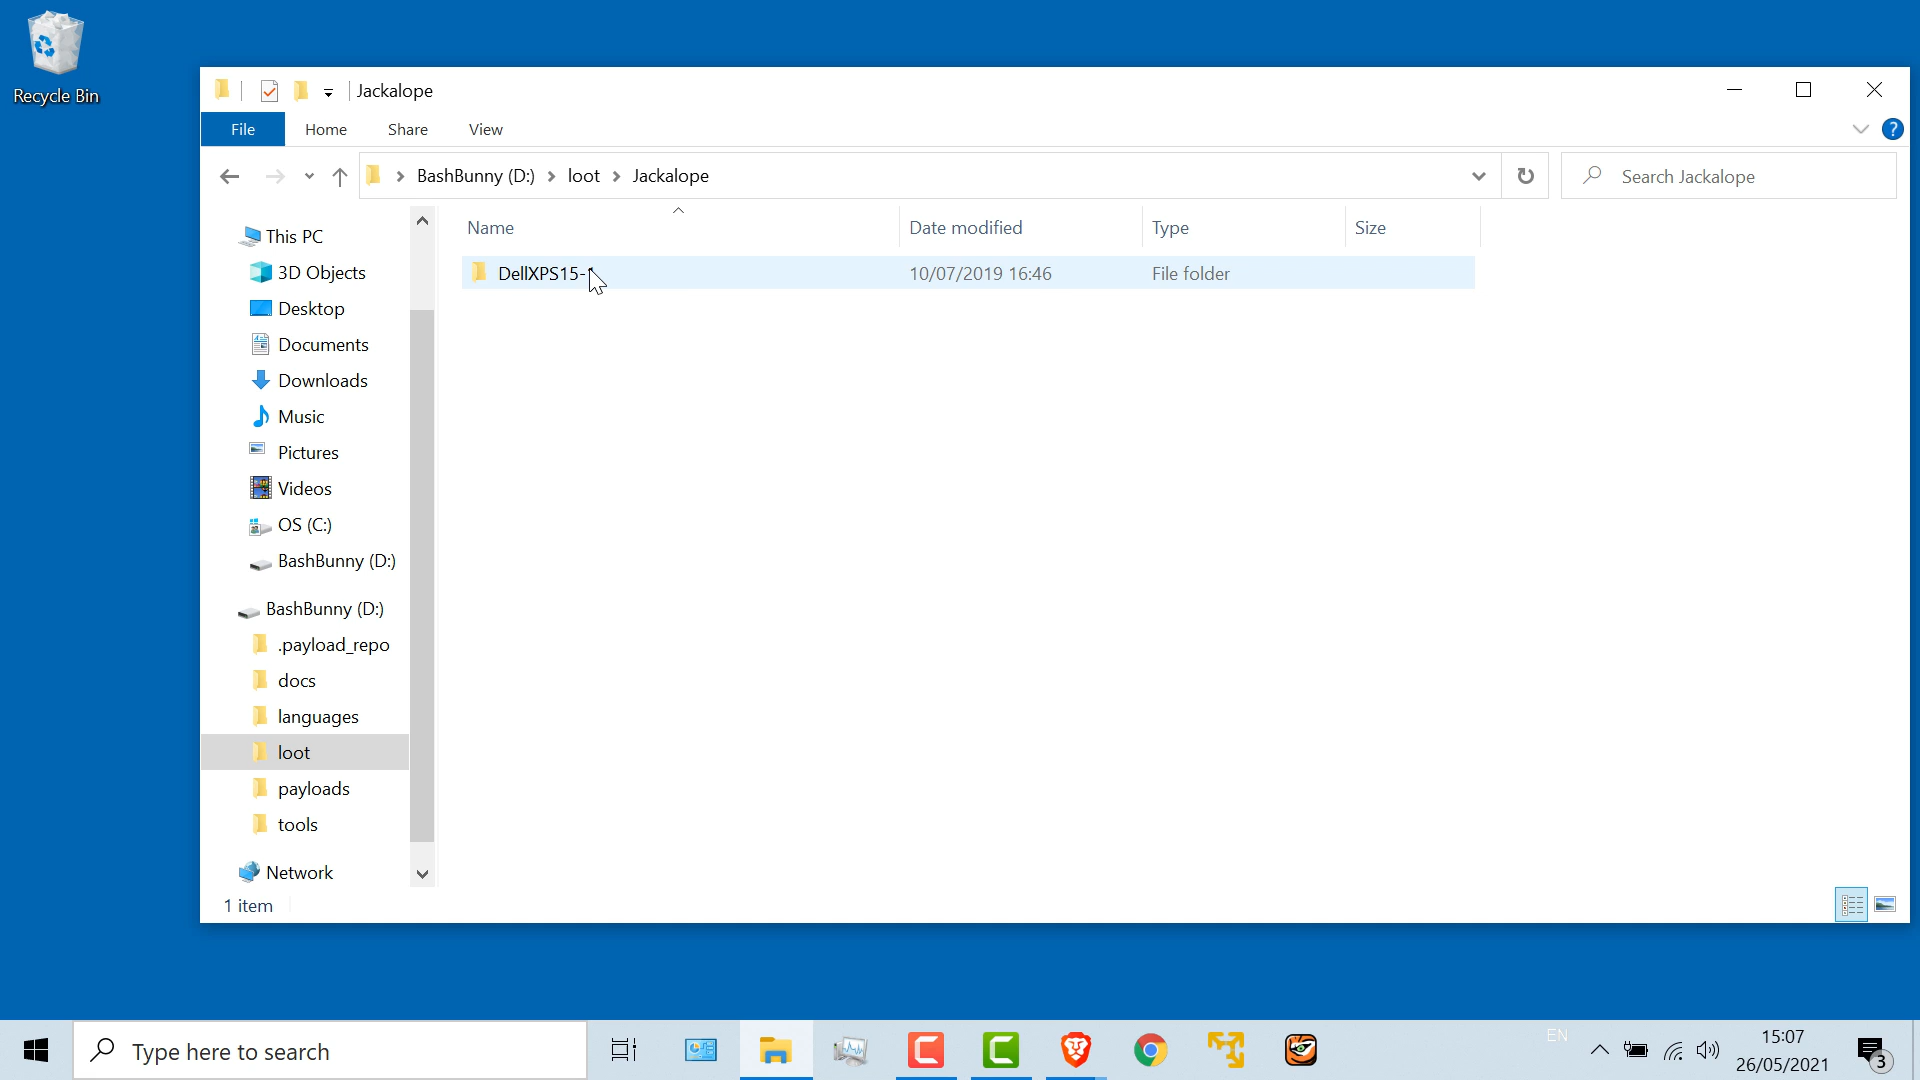 Recycle Bin
Jackalope
File
Home
Share
View
?
BashBunny (D:)
loot
Jackalope
Search Jackalope
Name
Date modified
Type
Size
DellXPS15-1
10/07/2019 16:46
File folder
This PC
3D Objects
Desktop
Documents
Downloads
Music
Pictures
Videos
OS (C:)
BashBunny (D:)
BashBunny (D:)
.payload_repo
docs
languages
loot
payloads
tools
Network
1 item
Type here to search
EN
15:07
26/05/2021
3